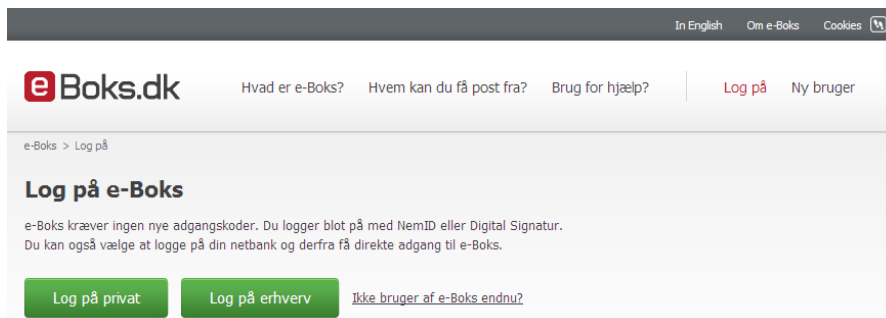 In English Om e-Boks Cookies
e Boks.dk Hvad er e-Boks? Hvem kan du få post fra? Brug for hjælp? Log på Ny bruger
e-Boks > Log på
Log på e-Boks
e-Boks kræver ingen nye adgangskoder. Du logger blot på med NemID eller Digital Signatur.
Du kan også vælge at logge på din netbank og derfra få direkte adgang til e-Boks.
Log på privat Log på erhverv Ikke bruger af e-Boks endnu?